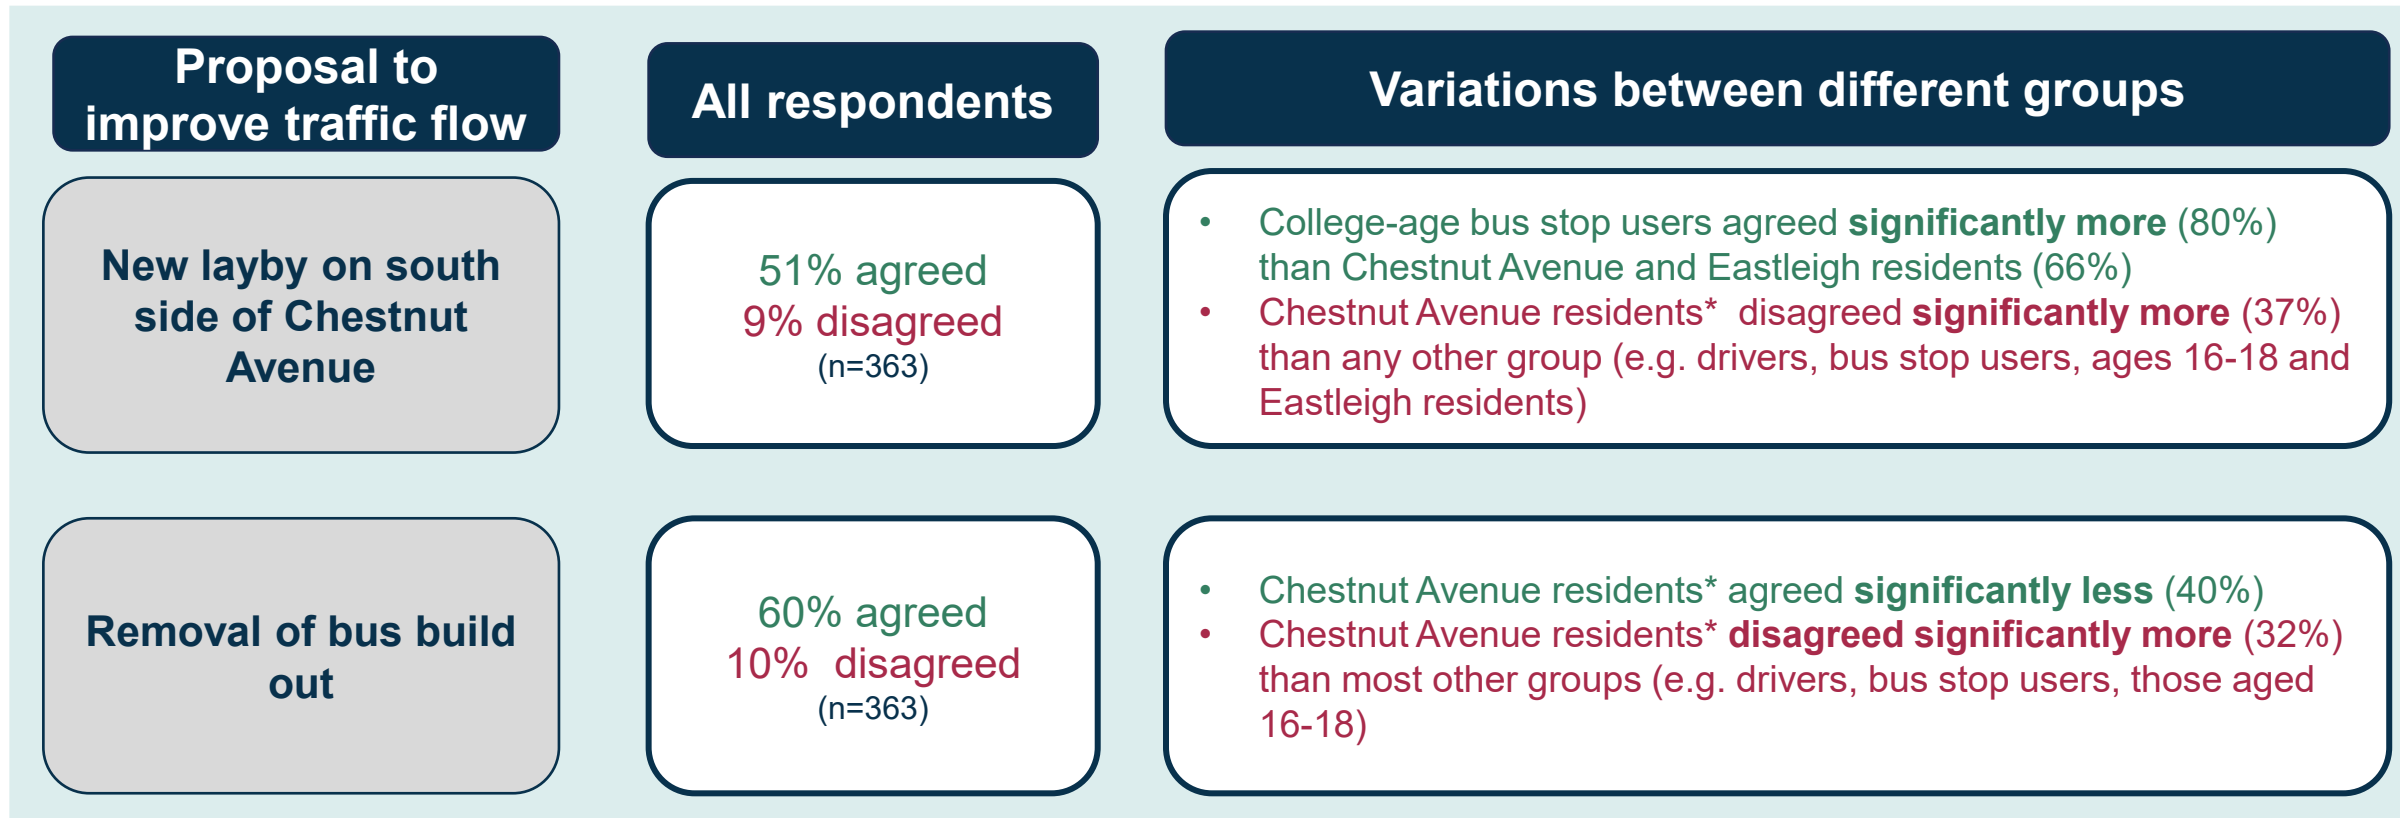 Proposal to
improve traffic flow
All respondents
Variations between different groups
New layby on south
side of Chestnut
Avenue
51% agreed
9% disagreed
(n=363)
• College-age bus stop users agreed significantly more (80%)
than Chestnut Avenue and Eastleigh residents (66%)
• Chestnut Avenue residents*  disagreed significantly more (37%)
than any other group (e.g. drivers, bus stop users, ages 16-18 and
Eastleigh residents)
Removal of bus build
out
60% agreed
10%  disagreed
(n=363)
• Chestnut Avenue residents* agreed significantly less (40%)
• Chestnut Avenue residents* disagreed significantly more (32%)
than most other groups (e.g. drivers, bus stop users, those aged
16-18)